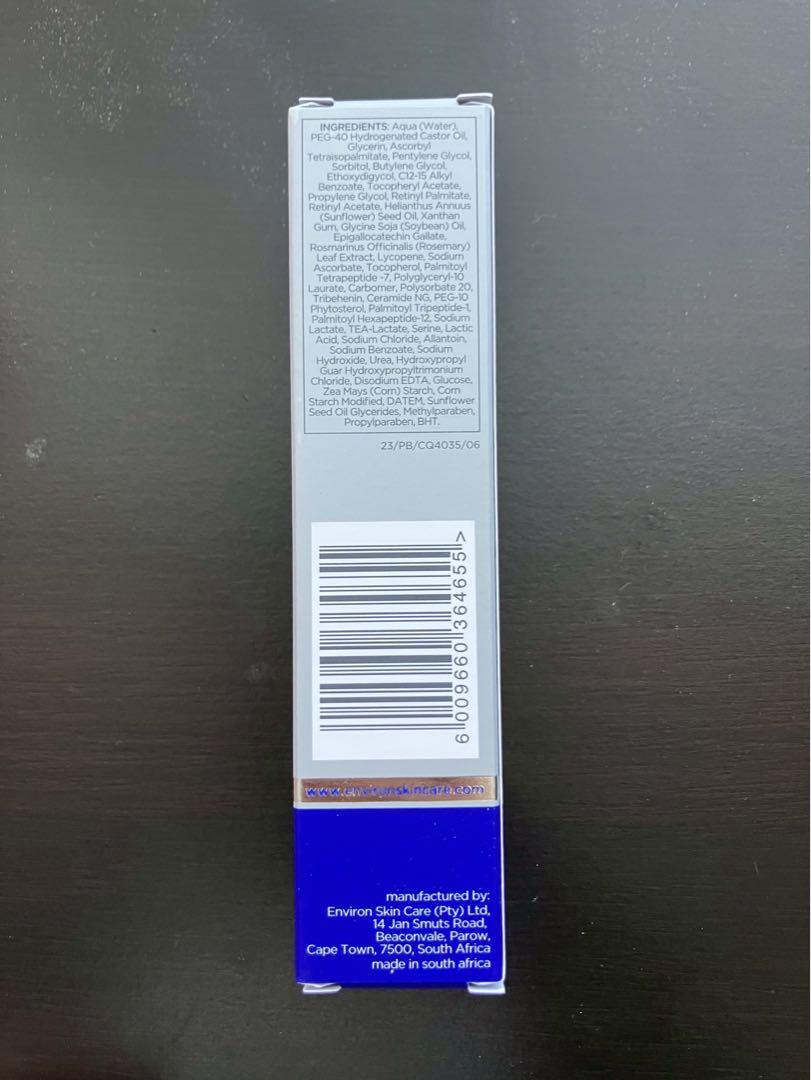 INGREDIENTS: Aqua (Water),
PEG-40 Hydrogenated Castor Oil,
Glycerin, Ascorbyl
Tetraisopalmitate, Pentylene Glycol,
Sorbitol, Butylene Glycol,
Ethoxydigycol, C12-15 Alkyl
Benzoate, Tocopheryl Acetate,
Propylene Glycol, Retinyl Palmitate,
Retinyl Acetate, Helianthus Annuus
(Sunflower) Seed Oil, Xanthan
Gum, Glycine Soja (Soybean) Oil,
Epigallocatechin Gallate,
Rosmarinus Officinalis (Rosemary)
Leaf Extract, Lycopene, Sodium
Ascorbate, Tocopherol, Palmitoyl
Tetrapeptide -7, Polyglyceryl-10
Laurate, Carbomer, Polysorbate 20,
Tribehenin, Ceramide NG, PEG-10
Phytosterol, Palmitoyl Tripeptide-1,
Palmitoyl Hexapeptide-12, Sodium
Lactate, TEA-Lactate, Serine, Lactic
Acid, Sodium Chloride, Allantoin,
Sodium Benzoate, Sodium
Hydroxide, Urea, Hydroxypropyl
Guar Hydroxypropyltrimonium
Chloride, Disodium EDTA, Glucose,
Zea Mays (Corn) Starch, Corn
Starch Modified, DATEM, Sunflower
Seed Oil Glycerides, Methylparaben,
Propylparaben, BHT.
23/PB/CQ4035/06
6 009660 364655 >
www.environskincare.com
manufactured by:
Environ Skin Care (Pty) Ltd,
14 Jan Smuts Road,
Beaconvale, Parow,
Cape Town, 7500, South Africa
made in south africa